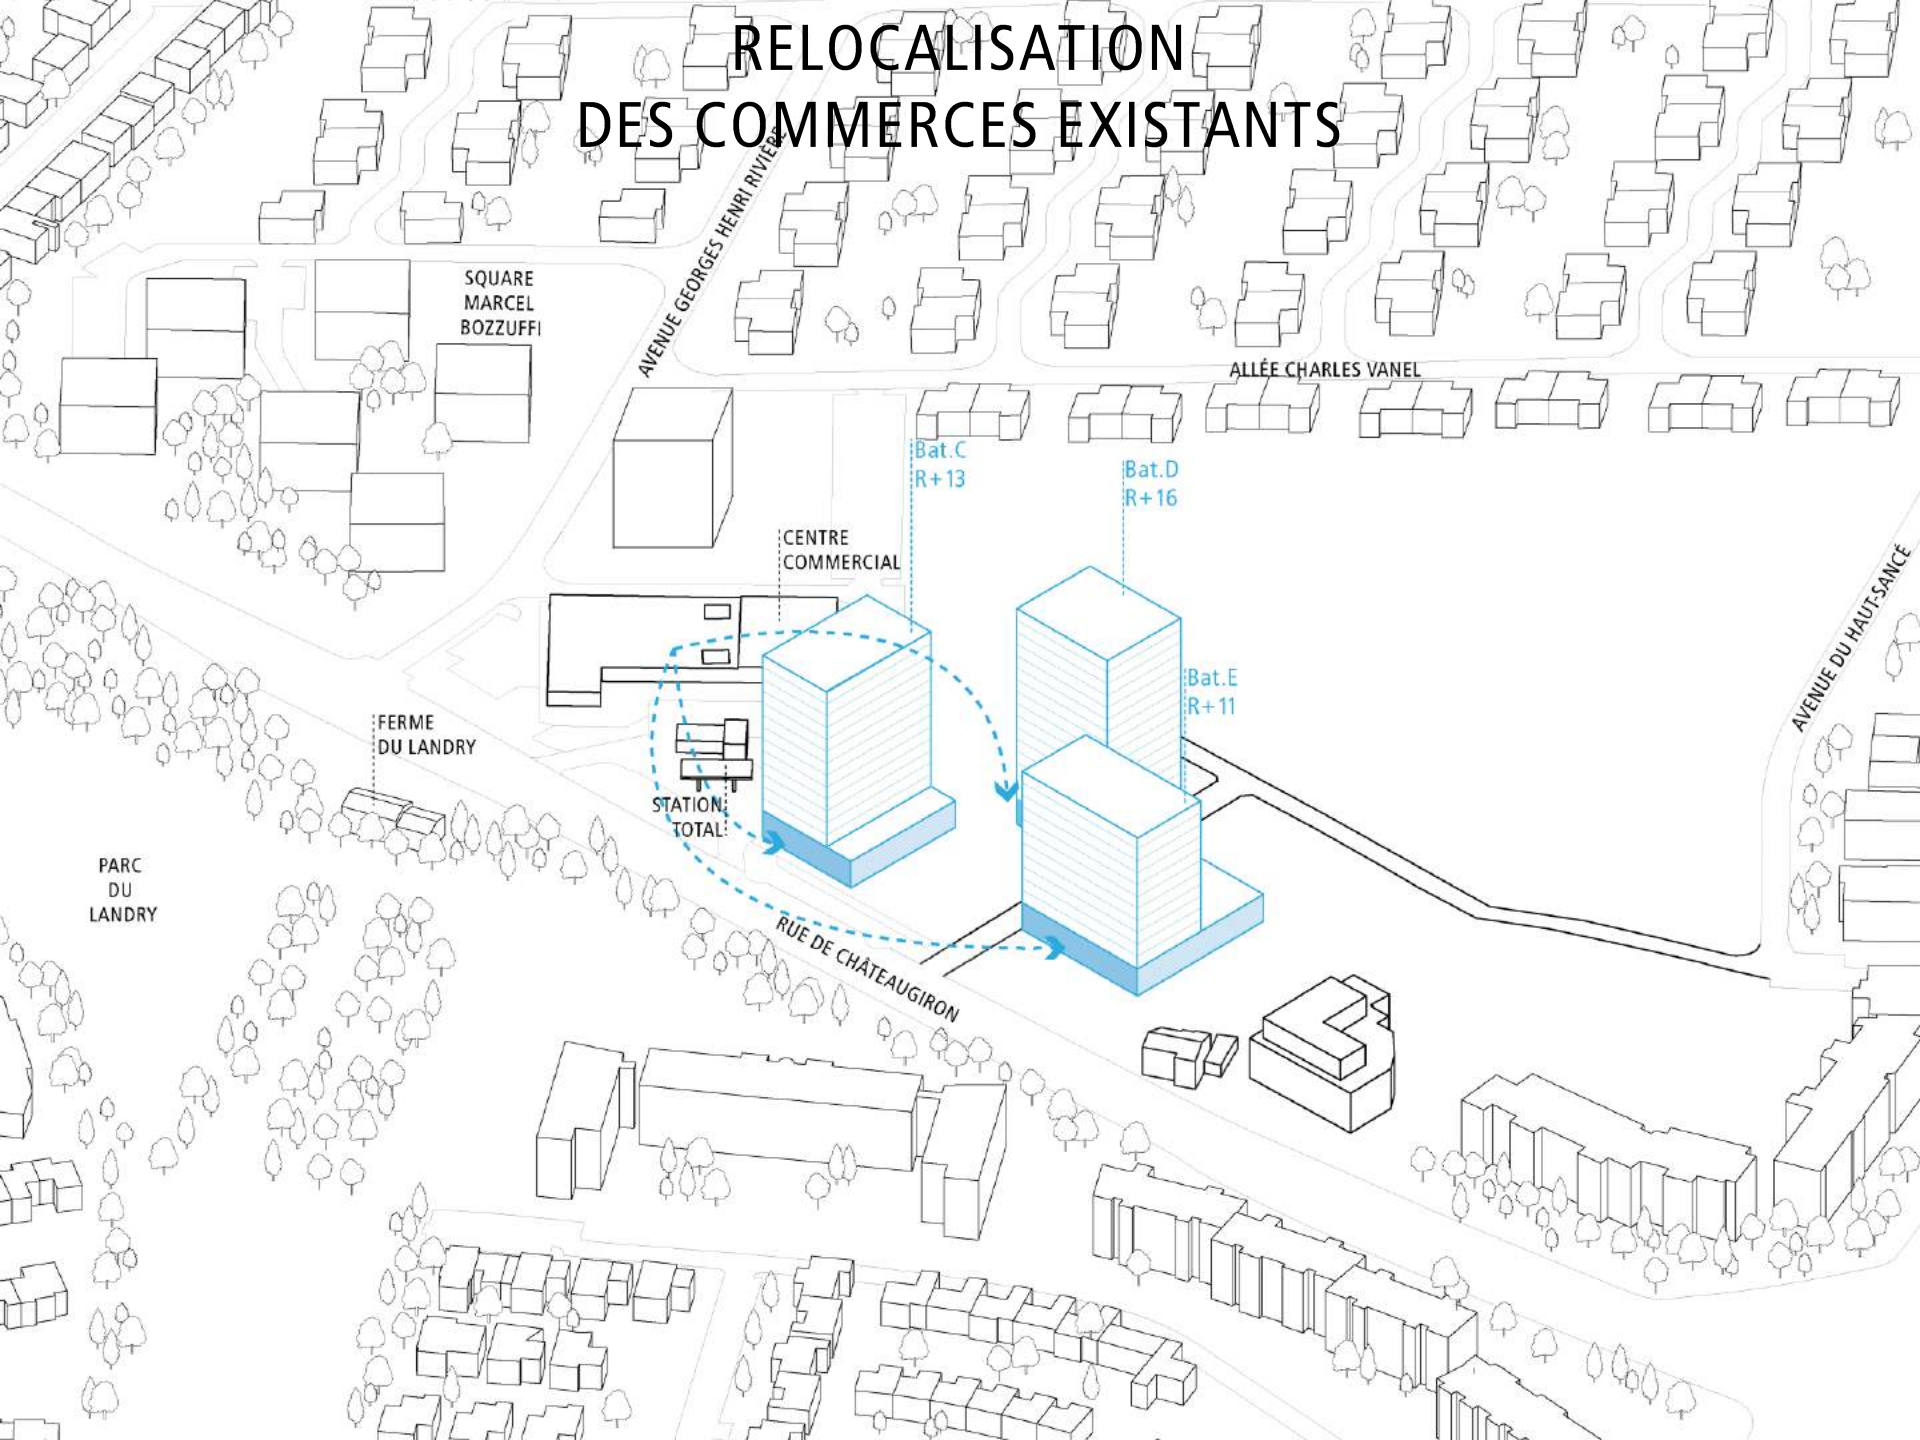 RELOCALISATION
DES COMMERCES EXISTANTS
AVENUE GEORGES HENRI RIVIÈRE
SQUARE
MARCEL
BOZZUFFI
ALLÉE CHARLES VANEL
Bat.C
R+13
Bat.D
R+16
CENTRE
COMMERCIAL
AVENUE DU HAUT-SANCÉ
Bat.E
R+11
FERME
DU LANDRY
STATION
TOTAL
PARC
DU
LANDRY
RUE DE CHÂTEAUGIRON